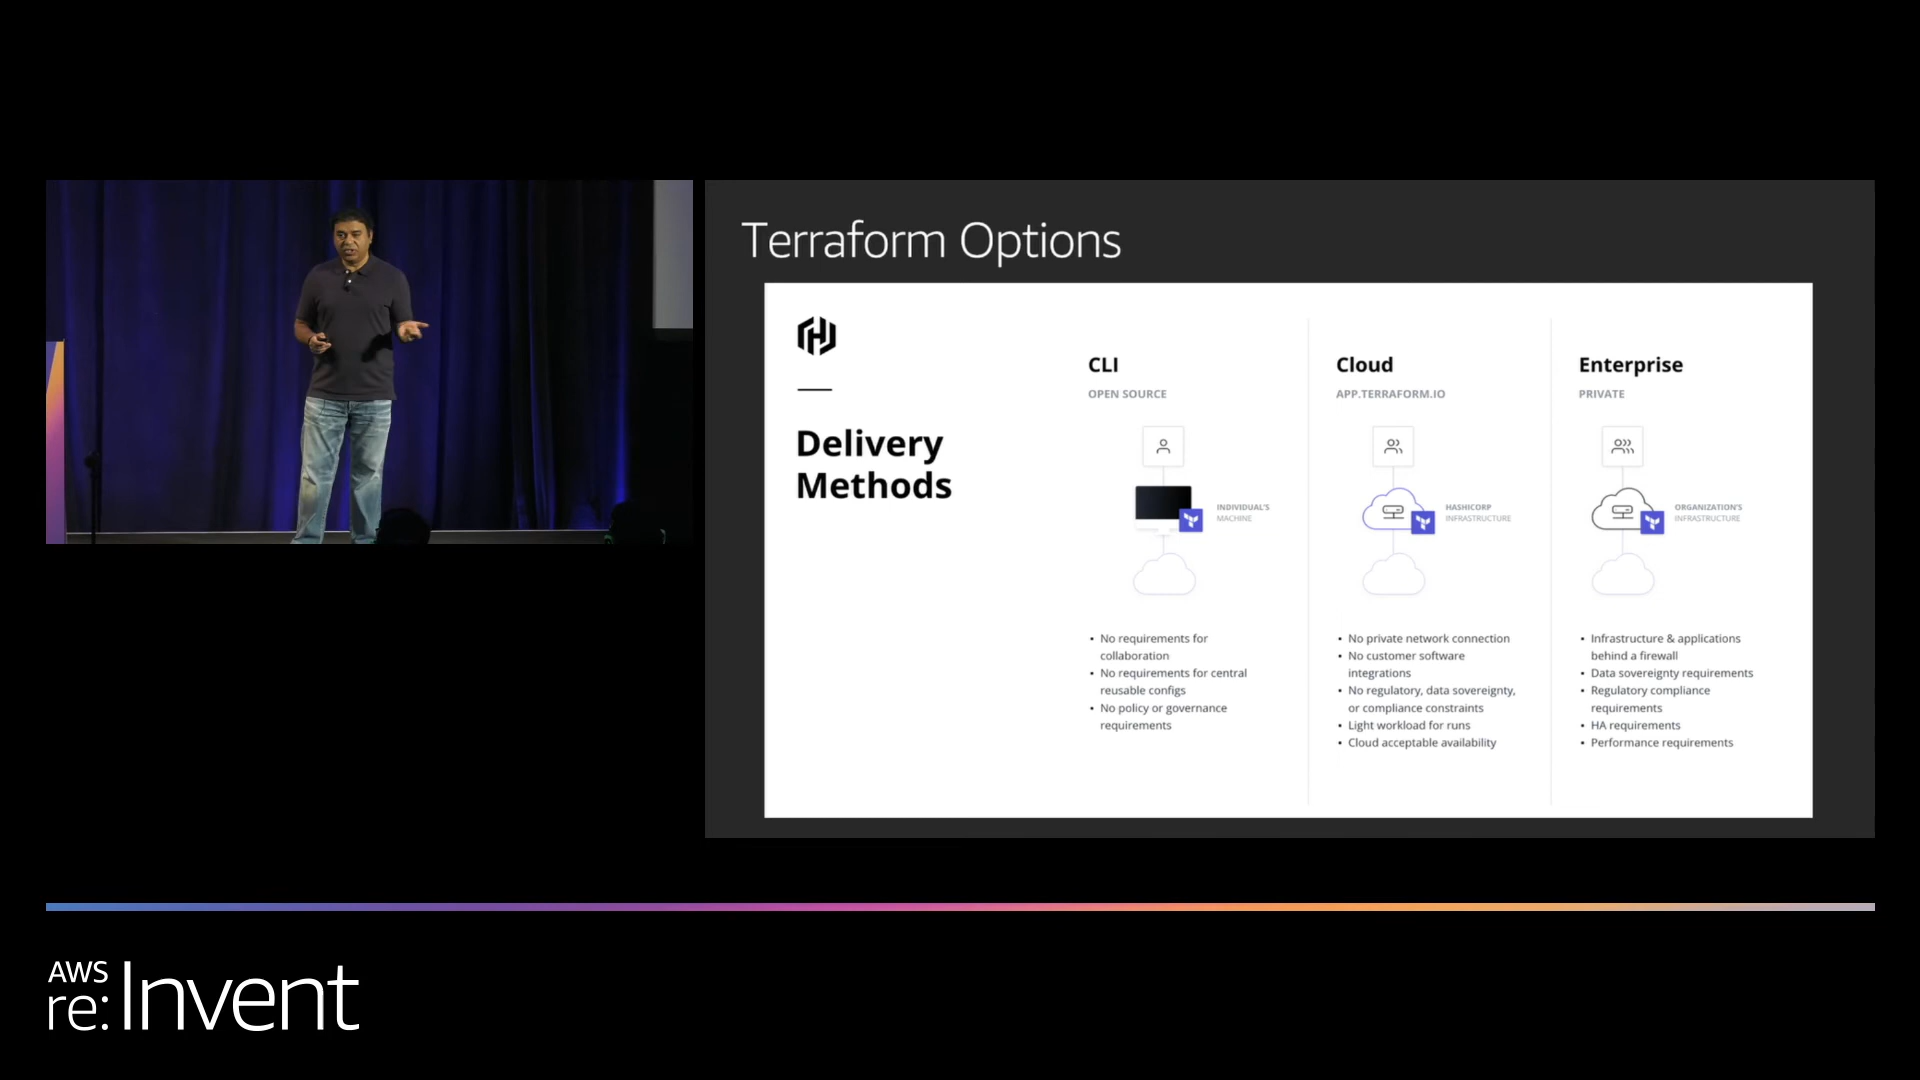 Terraform Options
Delivery
Methods
CLI
OPEN SOURCE
INDIVIDUAL'S
MACHINE
• No requirements for
collaboration
• No requirements for central
reusable configs
• No policy or governance
requirements
Cloud
APP.TERRAFORM.IO
HASHICORP
INFRASTRUCTURE
• No private network connection
• No customer software
integrations
• No regulatory, data sovereignty,
or compliance constraints
• Light workload for runs
• Cloud acceptable availability
Enterprise
PRIVATE
ORGANIZATION'S
INFRASTRUCTURE
• Infrastructure & applications
behind a firewall
• Data sovereignty requirements
• Regulatory compliance
requirements
• HA requirements
• Performance requirements
AWS
re:Invent